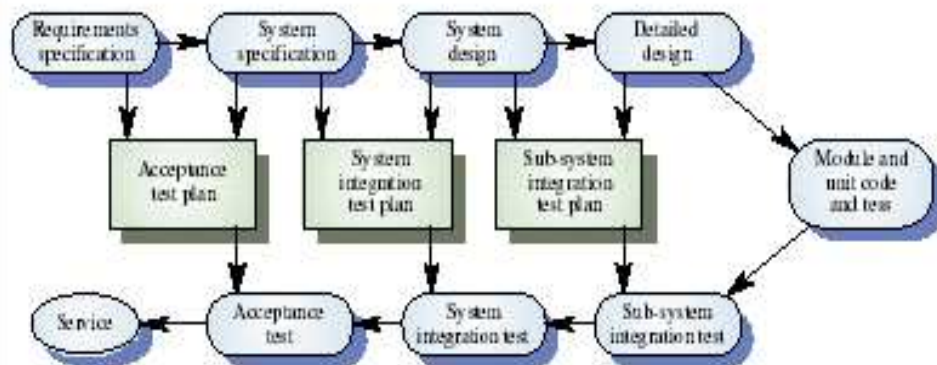 Requirements
specification
System
specification
System
design
Detailed
design
Acceptance
test plan
System
integration
test plan
Sub-system
integration
test plan
Module and
unit code
and tess
Service
Acceptance
test
System
integration test
Sub-system
integration test